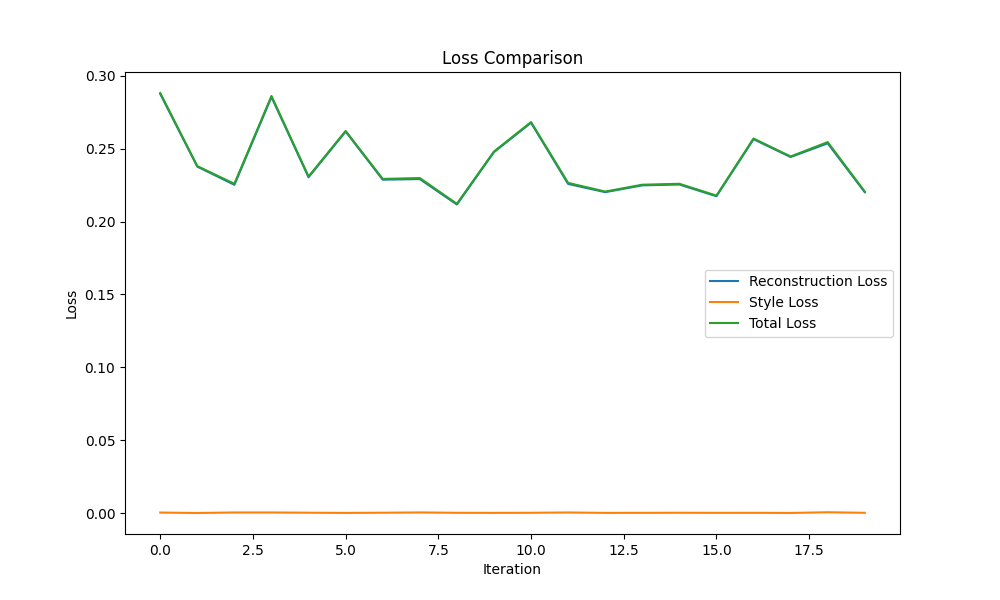 Loss Comparison
0.30
0.25
0.20
0.15
0.10
0.05
0.00
Loss
Reconstruction Loss
Style Loss
Total Loss
0.0 2.5 5.0 7.5 10.0 12.5 15.0 17.5
Iteration